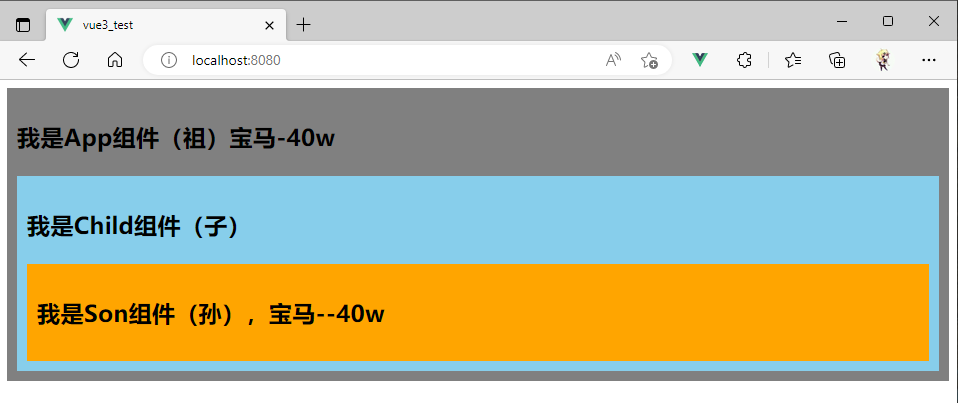 vue3_test
localhost:8080
我是App组件（祖）宝马-40w
我是Child组件（子）
我是Son组件（孙），宝马--40w